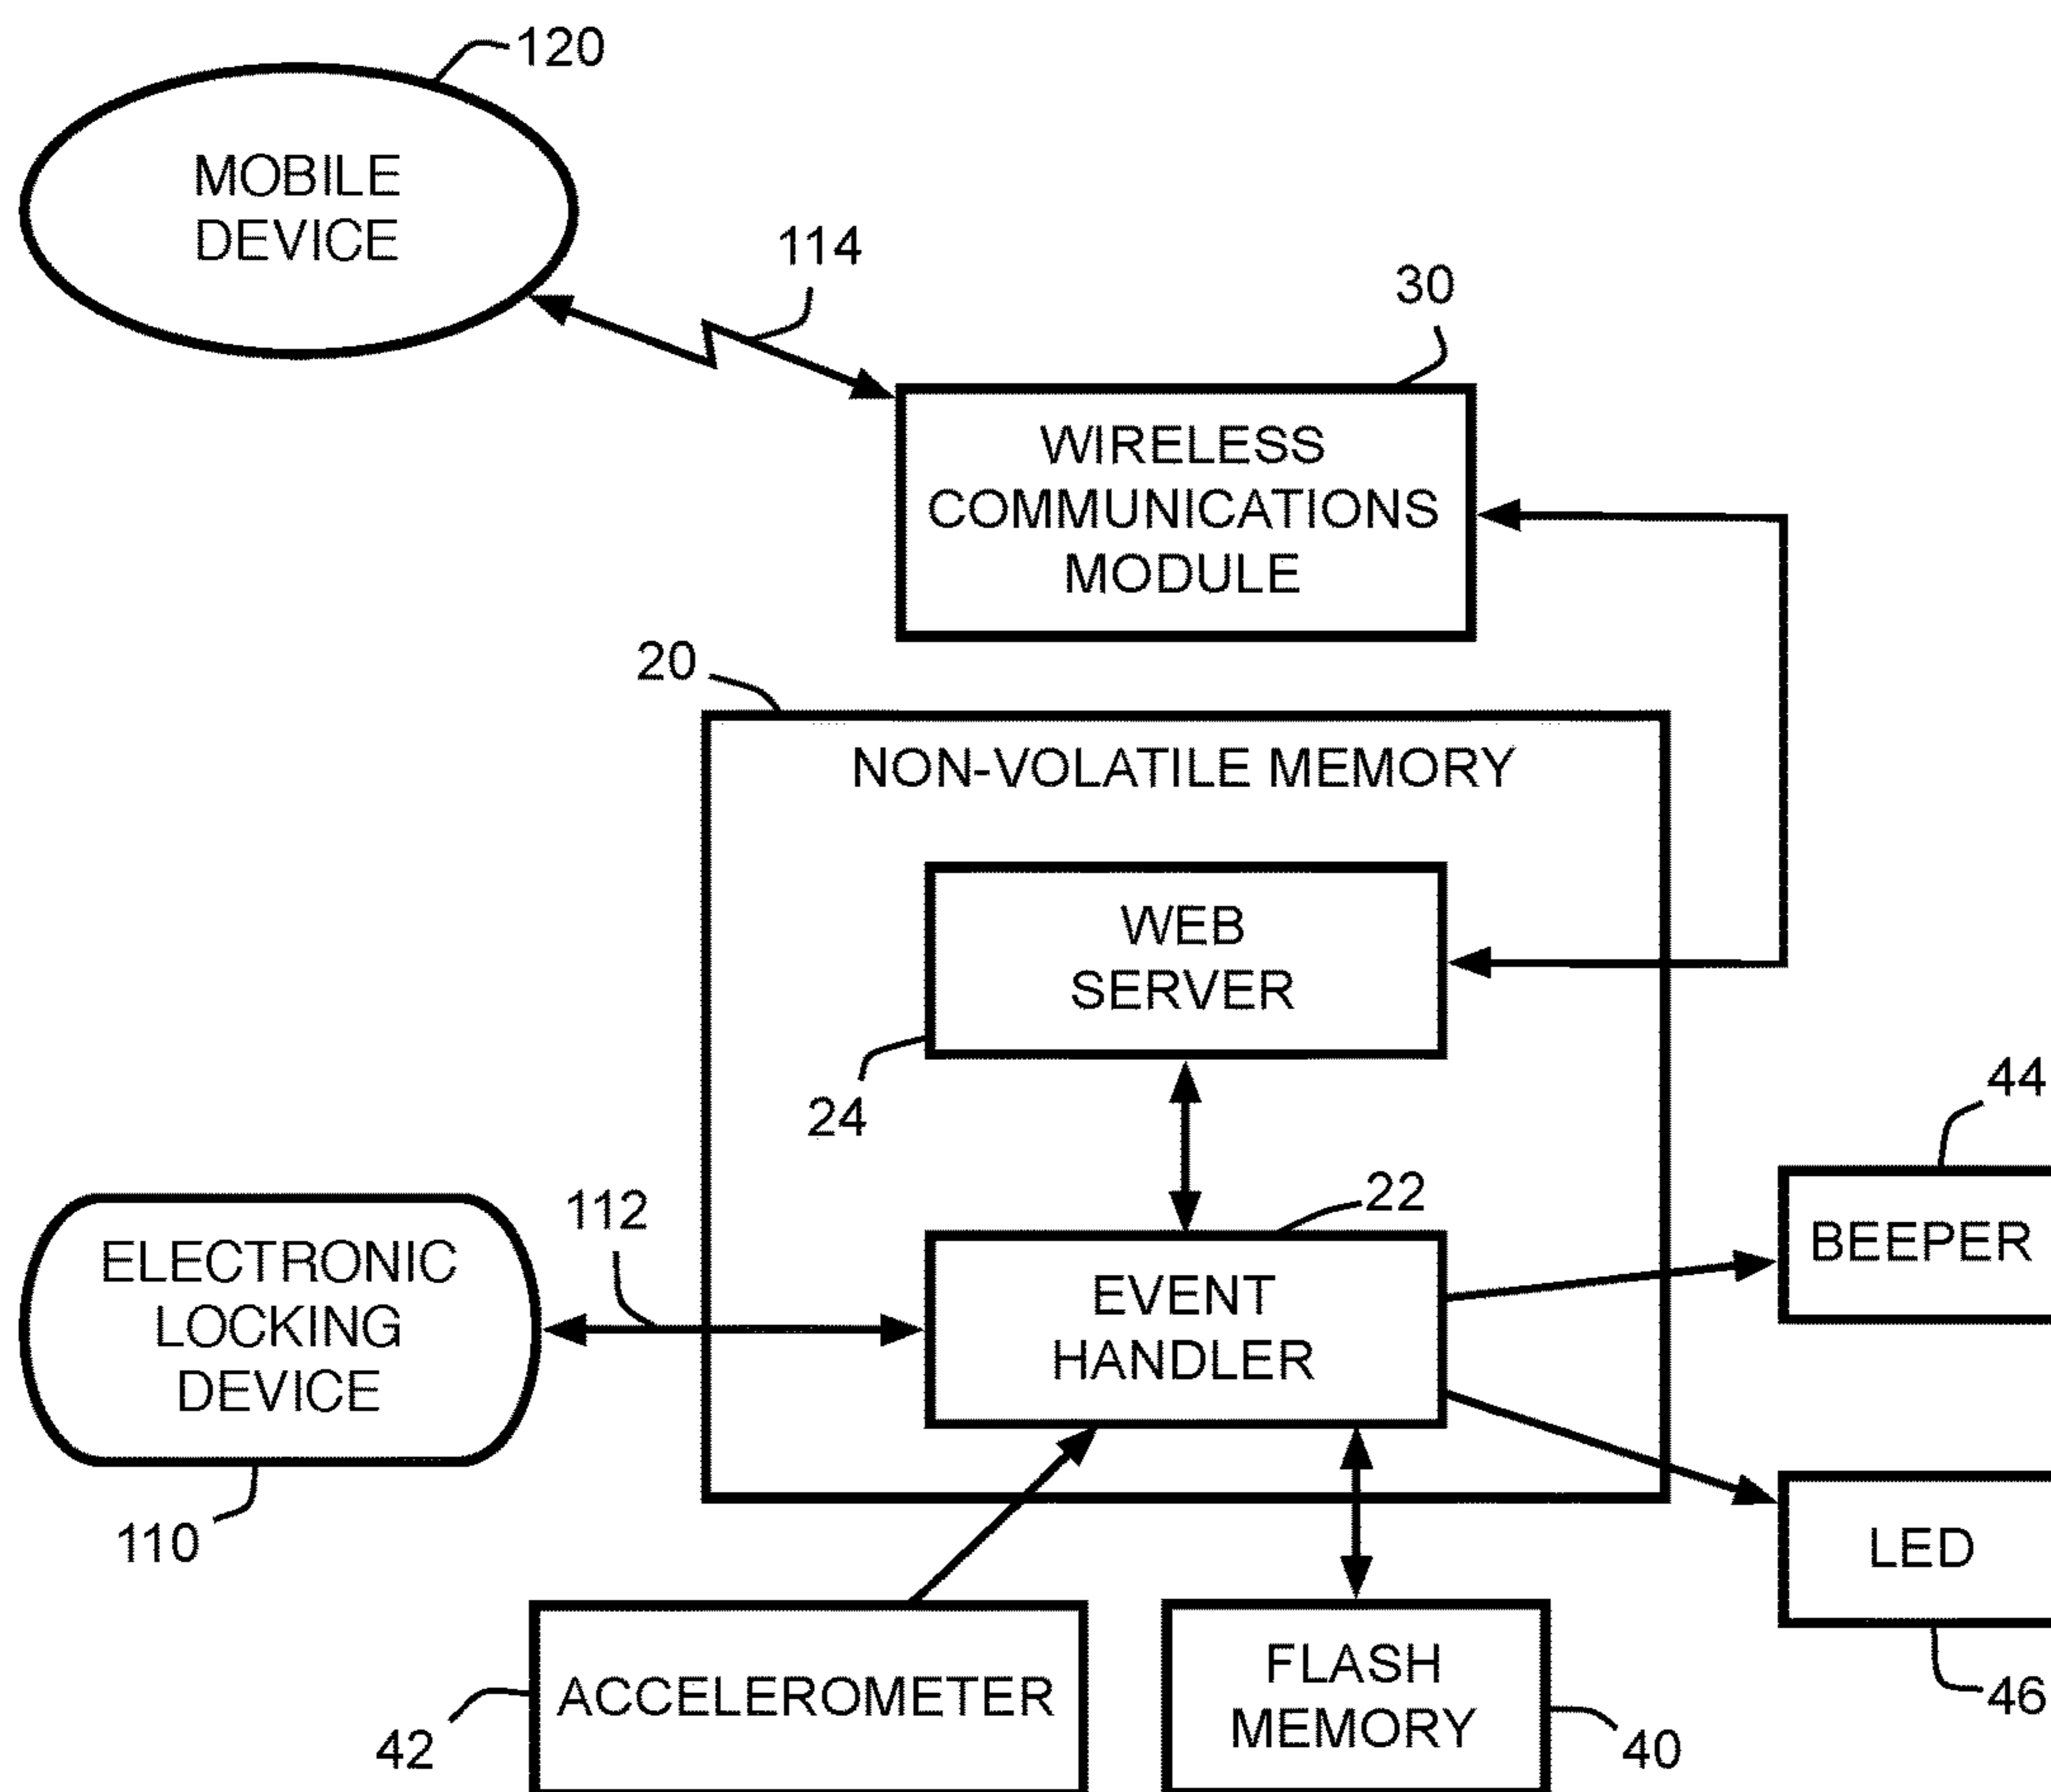 120
MOBILE
DEVICE
114
30
WIRELESS
COMMUNICATIONS
MODULE
20
NON-VOLATILE MEMORY
WEB
SERVER
24
44
112
22
BEEPER
ELECTRONIC
LOCKING
DEVICE
EVENT
HANDLER
110
LED
ACCELEROMETER
FLASH
MEMORY
46
42
40